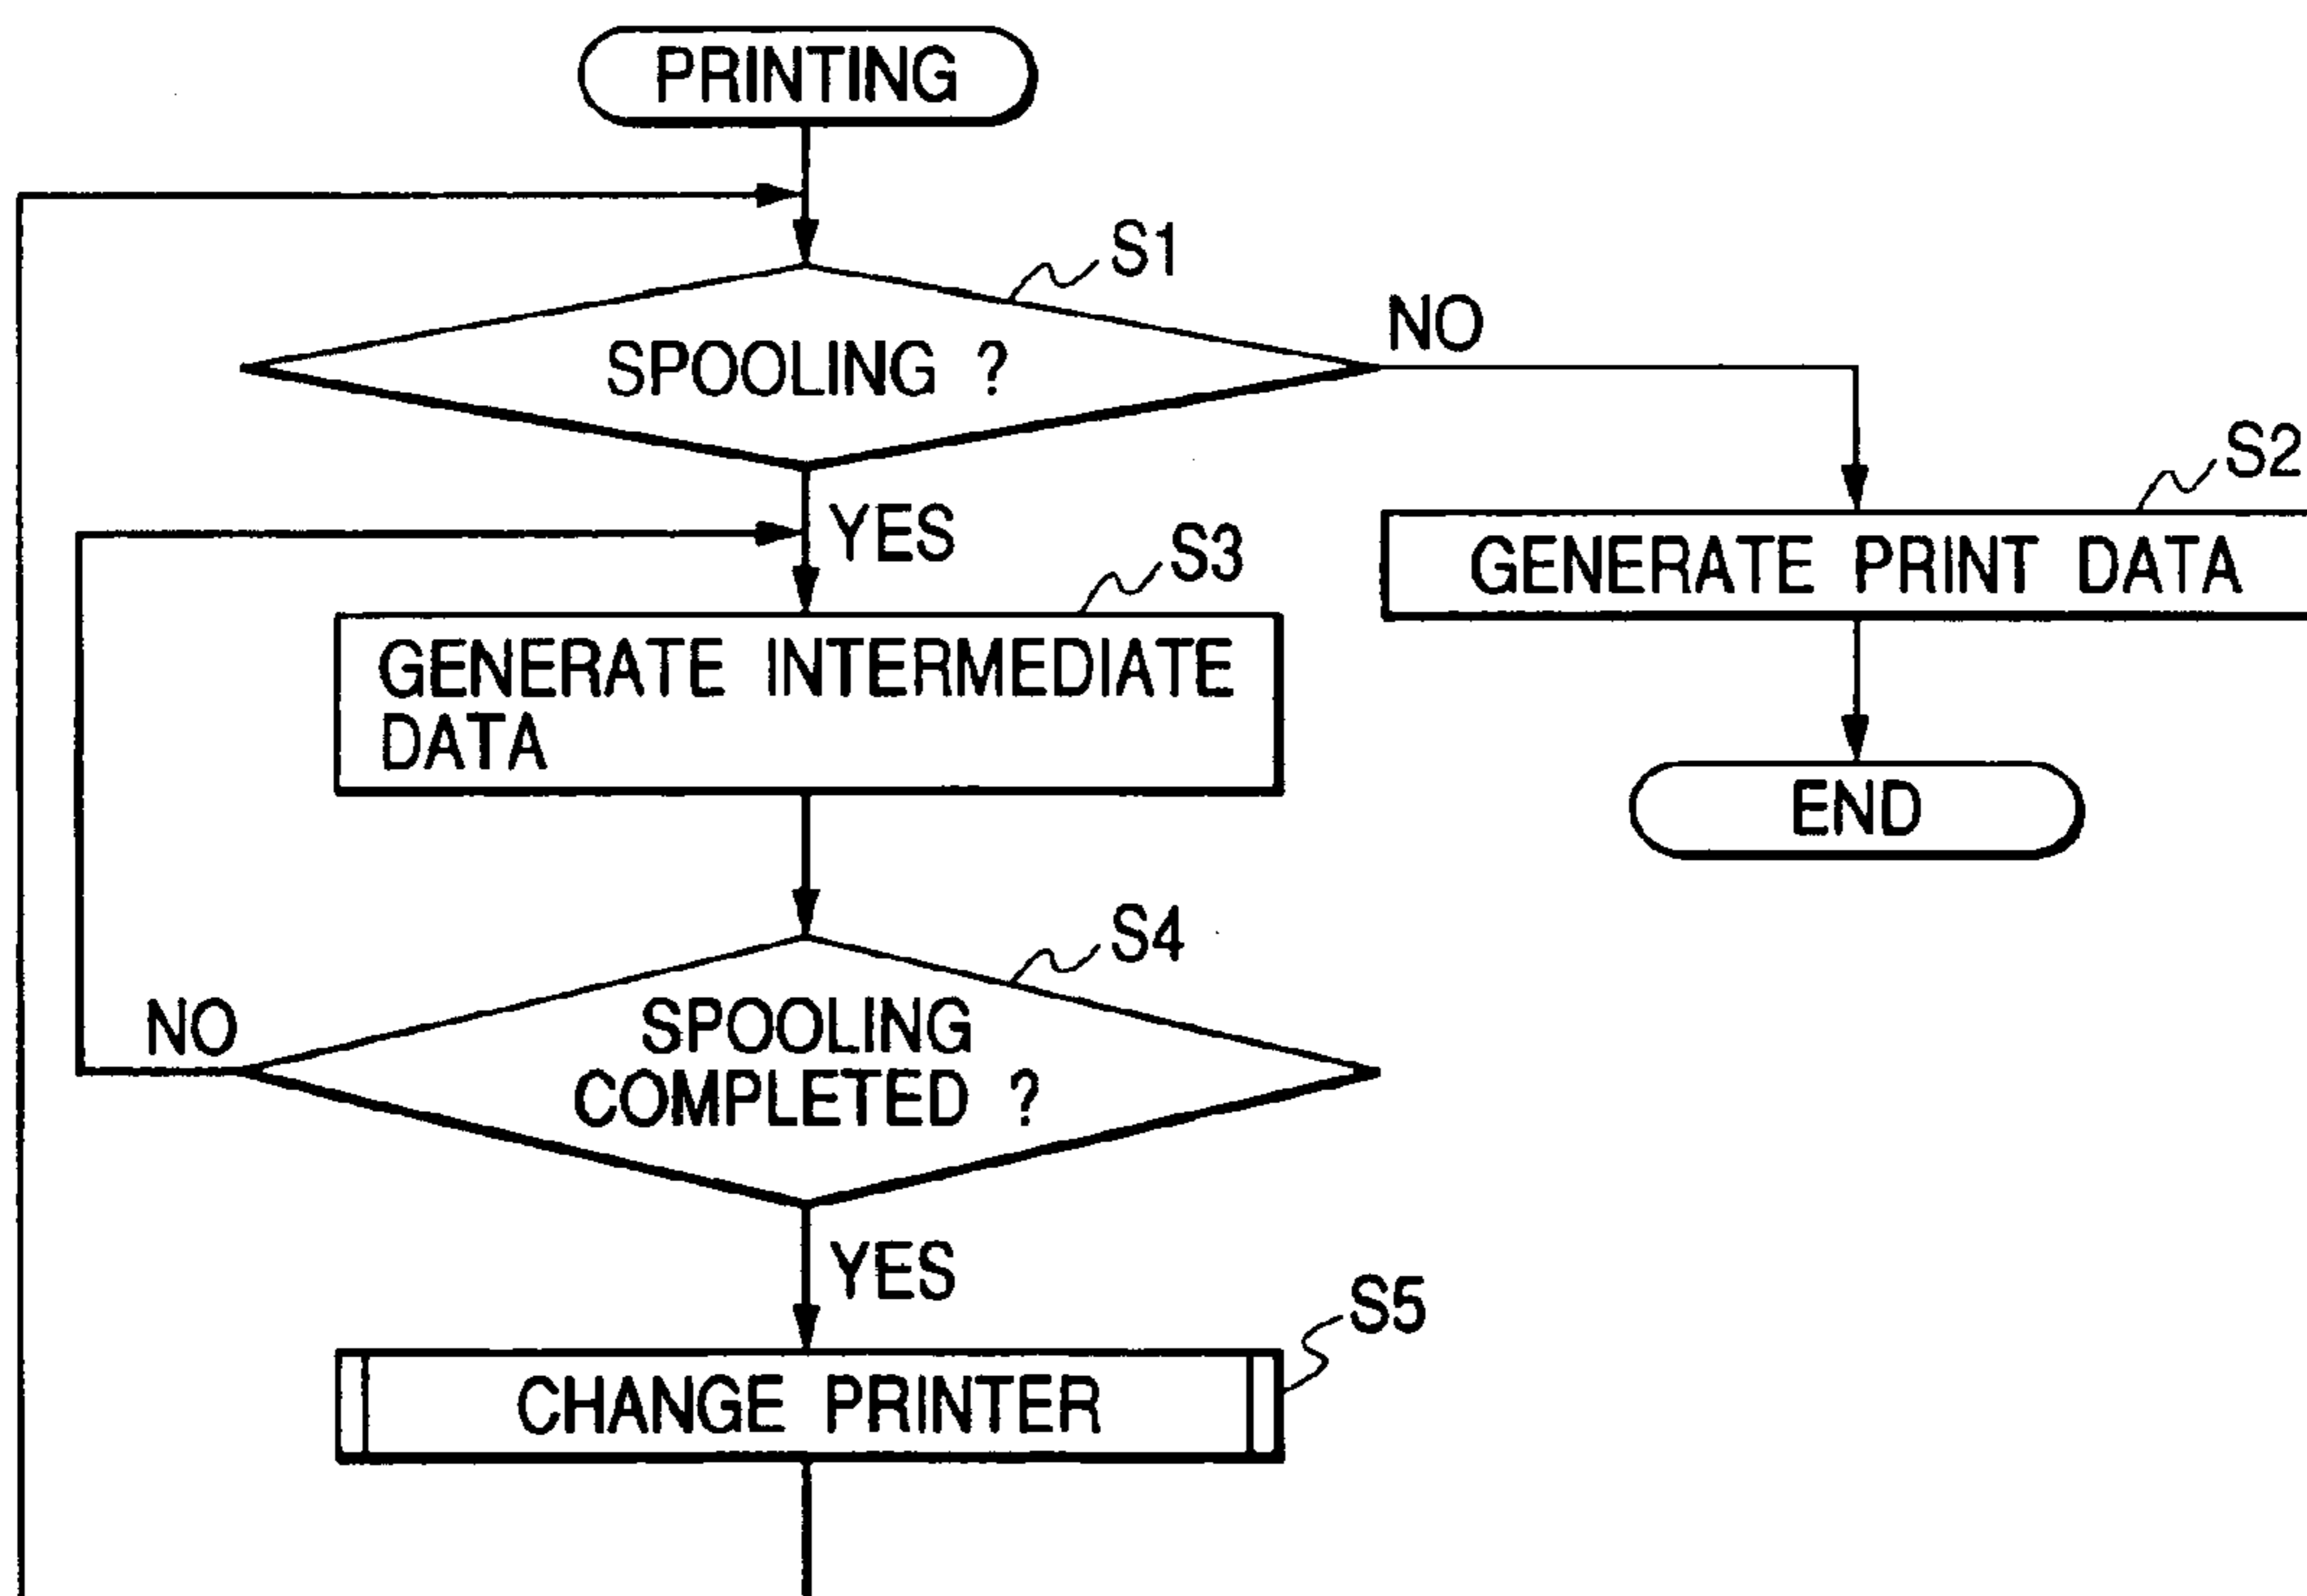 PRINTING
S1
SPOOLING ?
NO
YES
S2
GENERATE PRINT DATA
END
S3
GENERATE INTERMEDIATE
DATA
S4
SPOOLING
COMPLETED ?
NO
YES
S5
CHANGE PRINTER